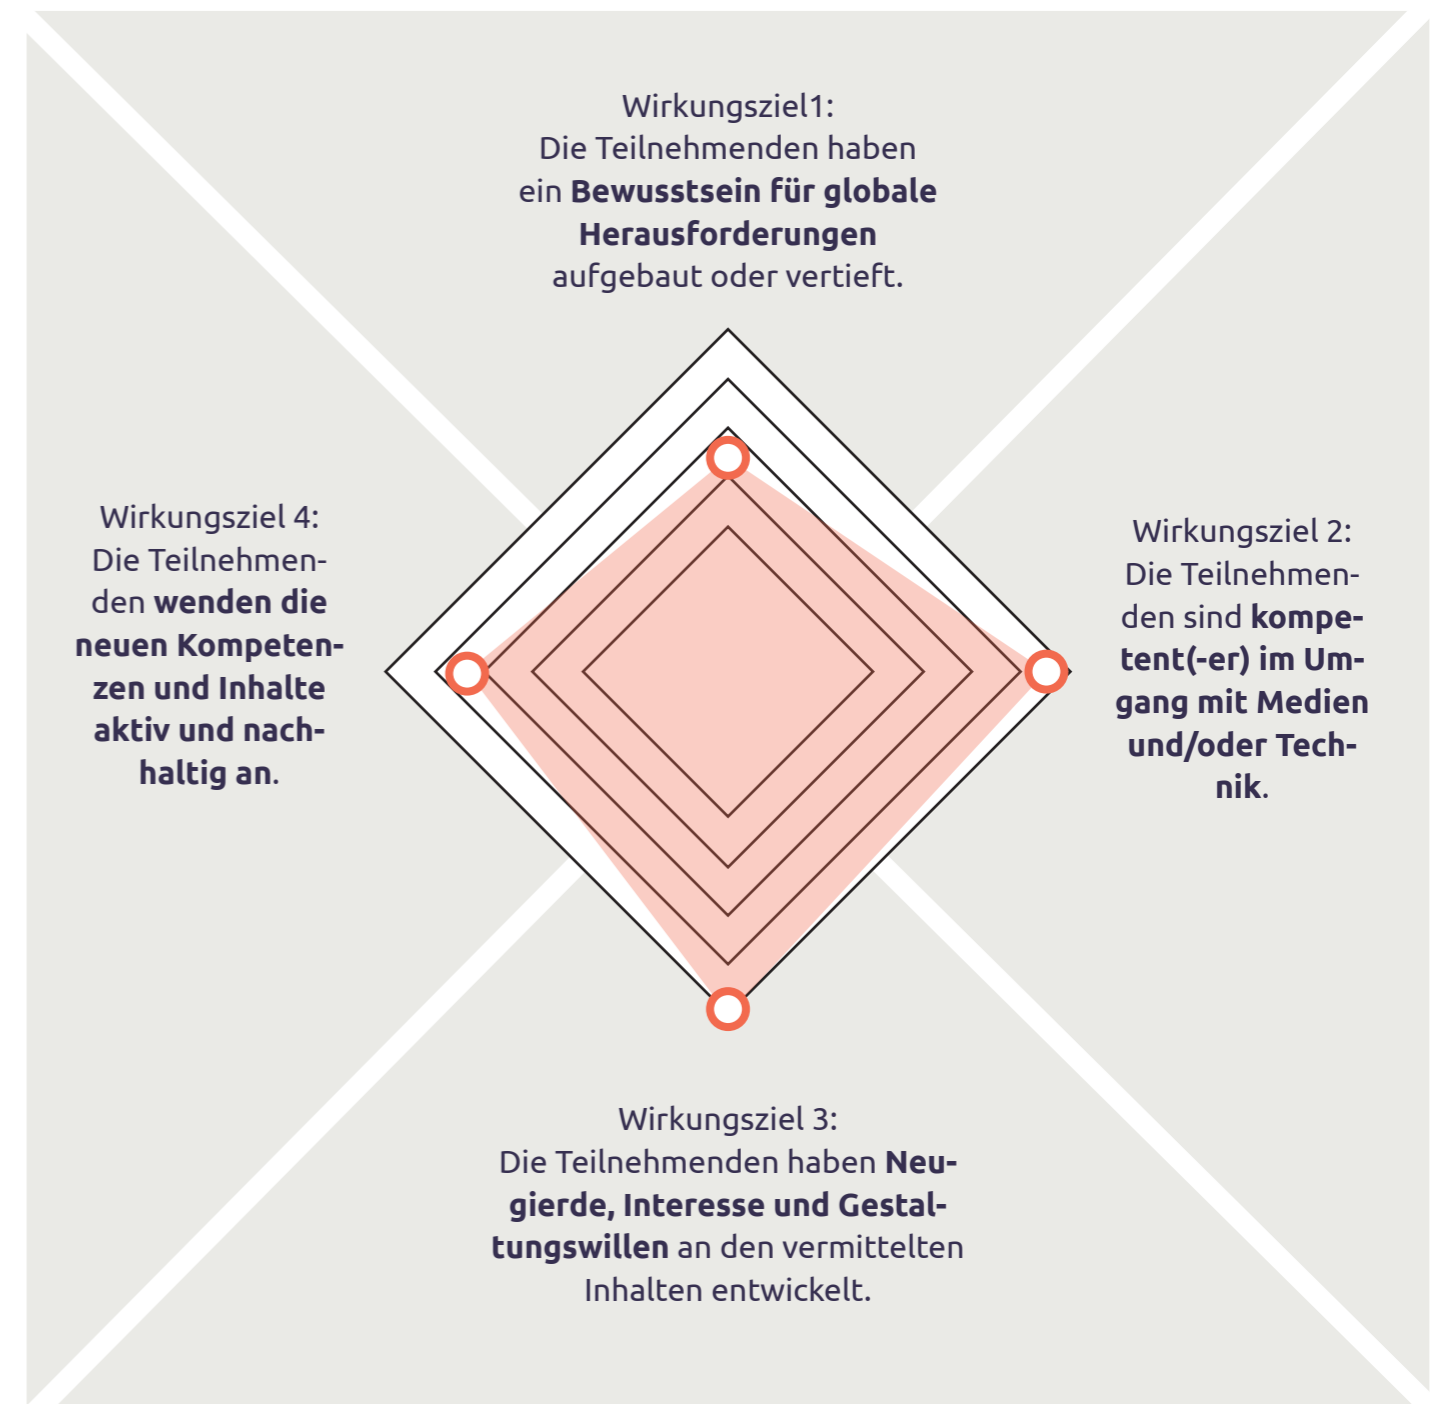 Wirkungsziel1:
Die Teilnehmenden haben
ein Bewusstsein für globale
Herausforderungen
aufgebaut oder vertieft.
Wirkungsziel 4:
Die Teilnehmen-
den wenden die
neuen Kompeten-
zen und Inhalte
aktiv und nach-
haltig an.
Wirkungsziel 2:
Die Teilnehmen-
den sind kompe-
tent(-er) im Um-
gang mit Medien
und/oder Tech-
nik.
Wirkungsziel 3:
Die Teilnehmenden haben Neu-
gierde, Interesse und Gestal-
tungswillen an den vermittelten
Inhalten entwickelt.